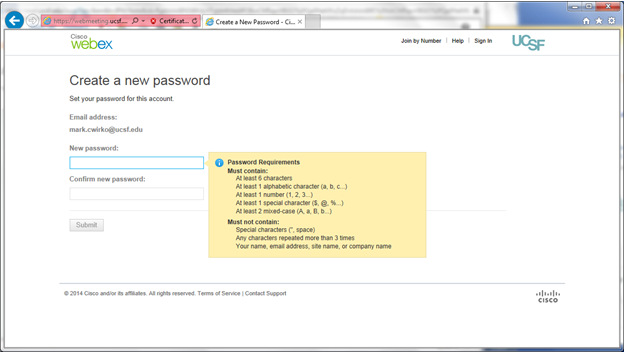 https://webmeeting.ucsf....
Certificat...
Create a New Password - Ci...
Cisco
webex
Join by Number | Help | Sign In
UCSF
Create a new password
Set your password for this account.
Email address:
mark.cwirko@ucsf.edu
New password:
Confirm new password:
Submit
Password Requirements
Must contain:
At least 6 characters
At least 1 alphabetic character (a, b, c...)
At least 1 number (1, 2, 3...)
At least 1 special character ($, @, %...)
At least 2 mixed-case (A, a, B, b...)
Must not contain:
Special characters (", space)
Any characters repeated more than 3 times
Your name, email address, site name, or company name
© 2014 Cisco and/or its affiliates. All rights reserved. Terms of Service | Contact Support
CISCO